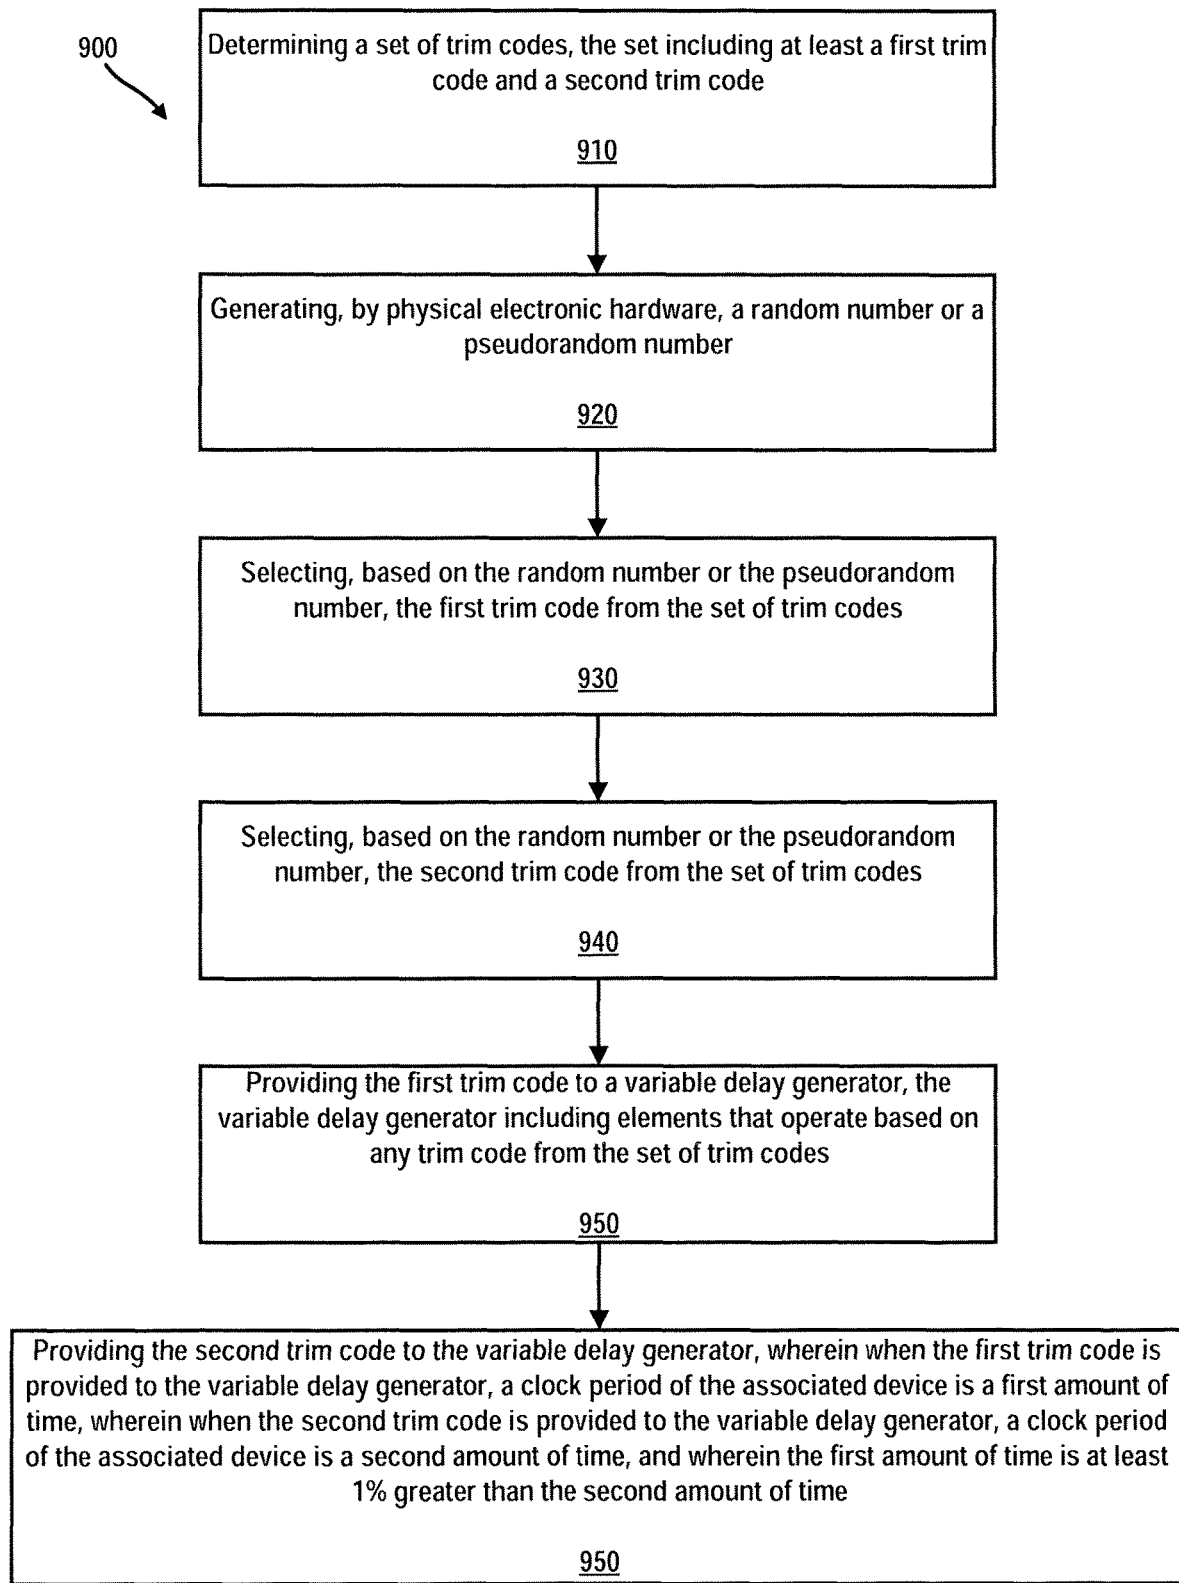 900
Determining a set of trim codes, the set including at least a first trim
code and a second trim code
910
Generating, by physical electronic hardware, a random number or a
pseudorandom number
920
Selecting, based on the random number or the pseudorandom
number, the first trim code from the set of trim codes
930
Selecting, based on the random number or the pseudorandom
number, the second trim code from the set of trim codes
940
Providing the first trim code to a variable delay generator, the
variable delay generator including elements that operate based on
any trim code from the set of trim codes
950
Providing the second trim code to the variable delay generator, wherein when the first trim code is
provided to the variable delay generator, a clock period of the associated device is a first amount of
time, wherein when the second trim code is provided to the variable delay generator, a clock period
of the associated device is a second amount of time, and wherein the first amount of time is at least
1% greater than the second amount of time
950